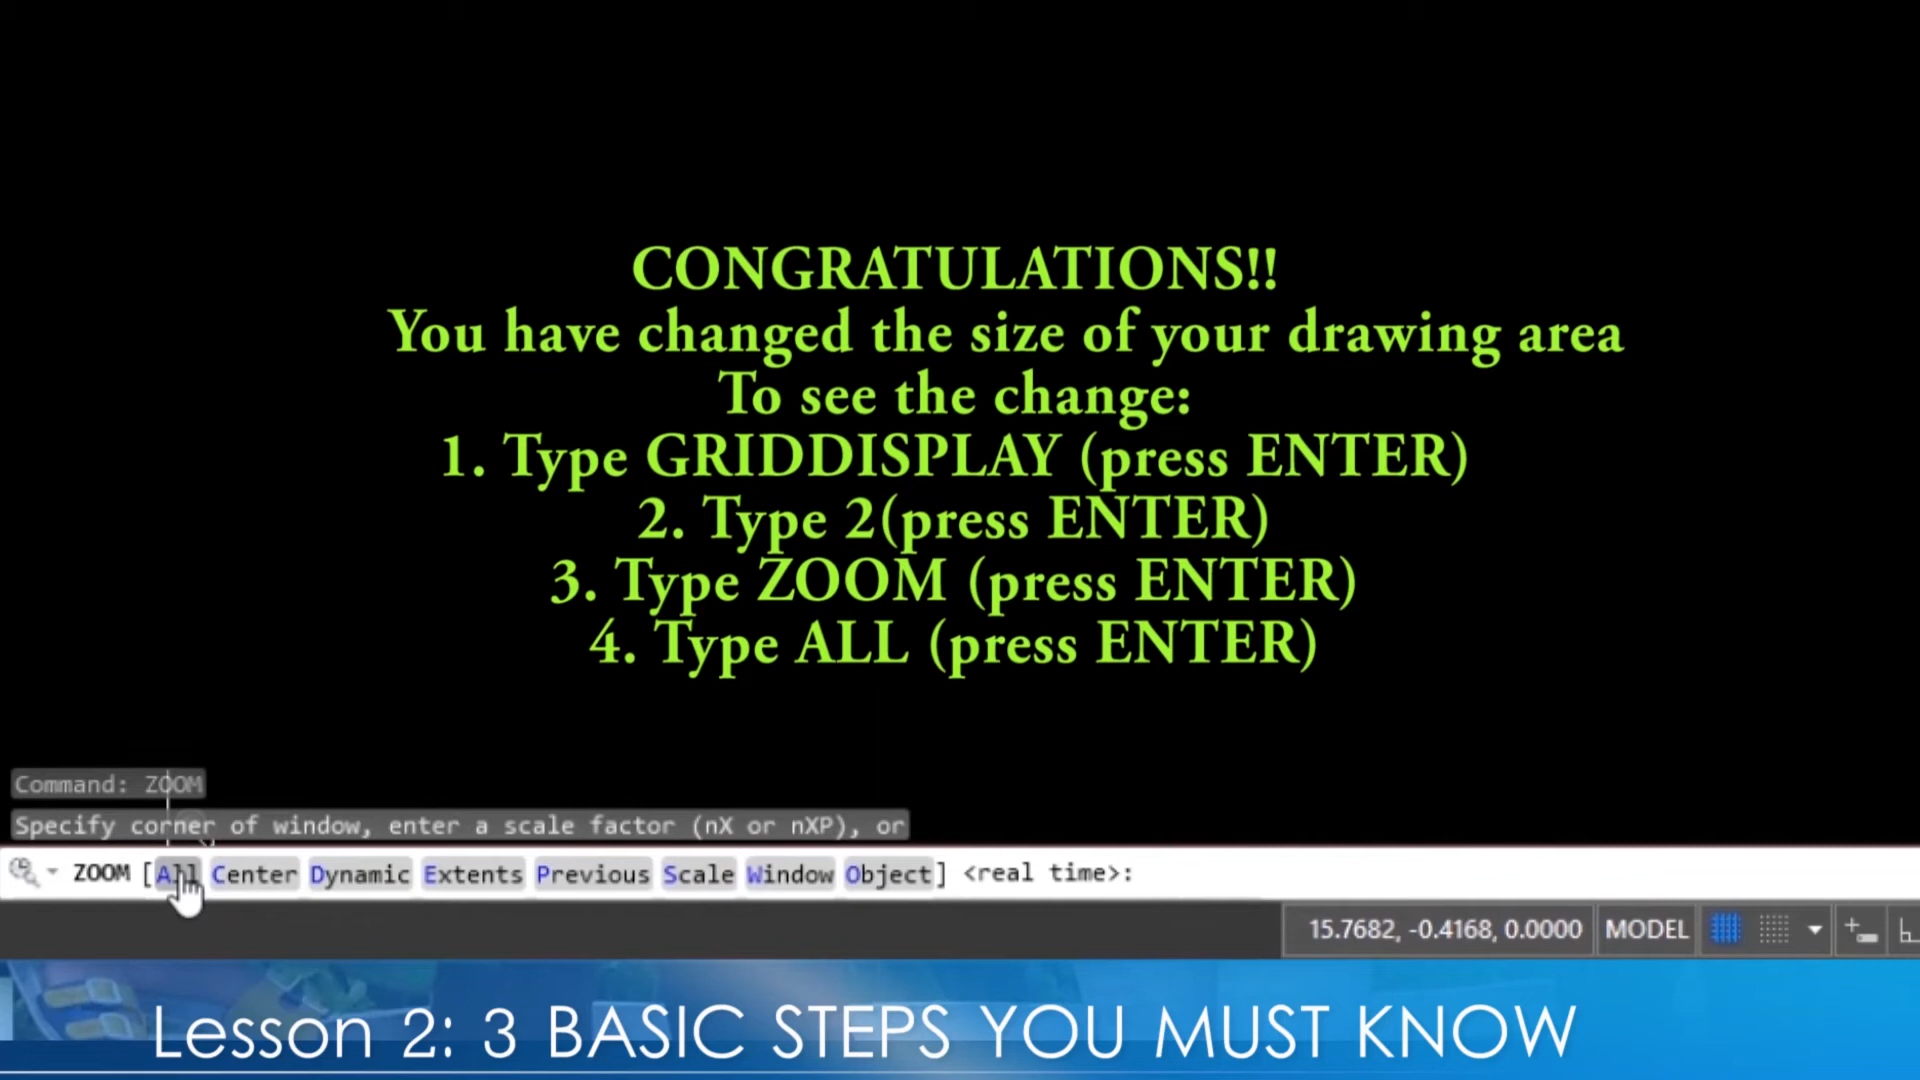 CONGRATULATIONS!!
You have changed the size of your drawing area
To see the change:
1. Type GRIDDISPLAY (press ENTER)
2. Type 2(press ENTER)
3. Type ZOOM (press ENTER)
4. Type ALL (press ENTER)
Command: ZOOM
Specify corner of window, enter a scale factor (nX or nXP), or
ZOOM [All Center Dynamic Extents Previous Scale Window Object] <real time>:
15.7682, -0.4168, 0.0000 MODEL
Lesson 2: 3 BASIC STEPS YOU MUST KNOW